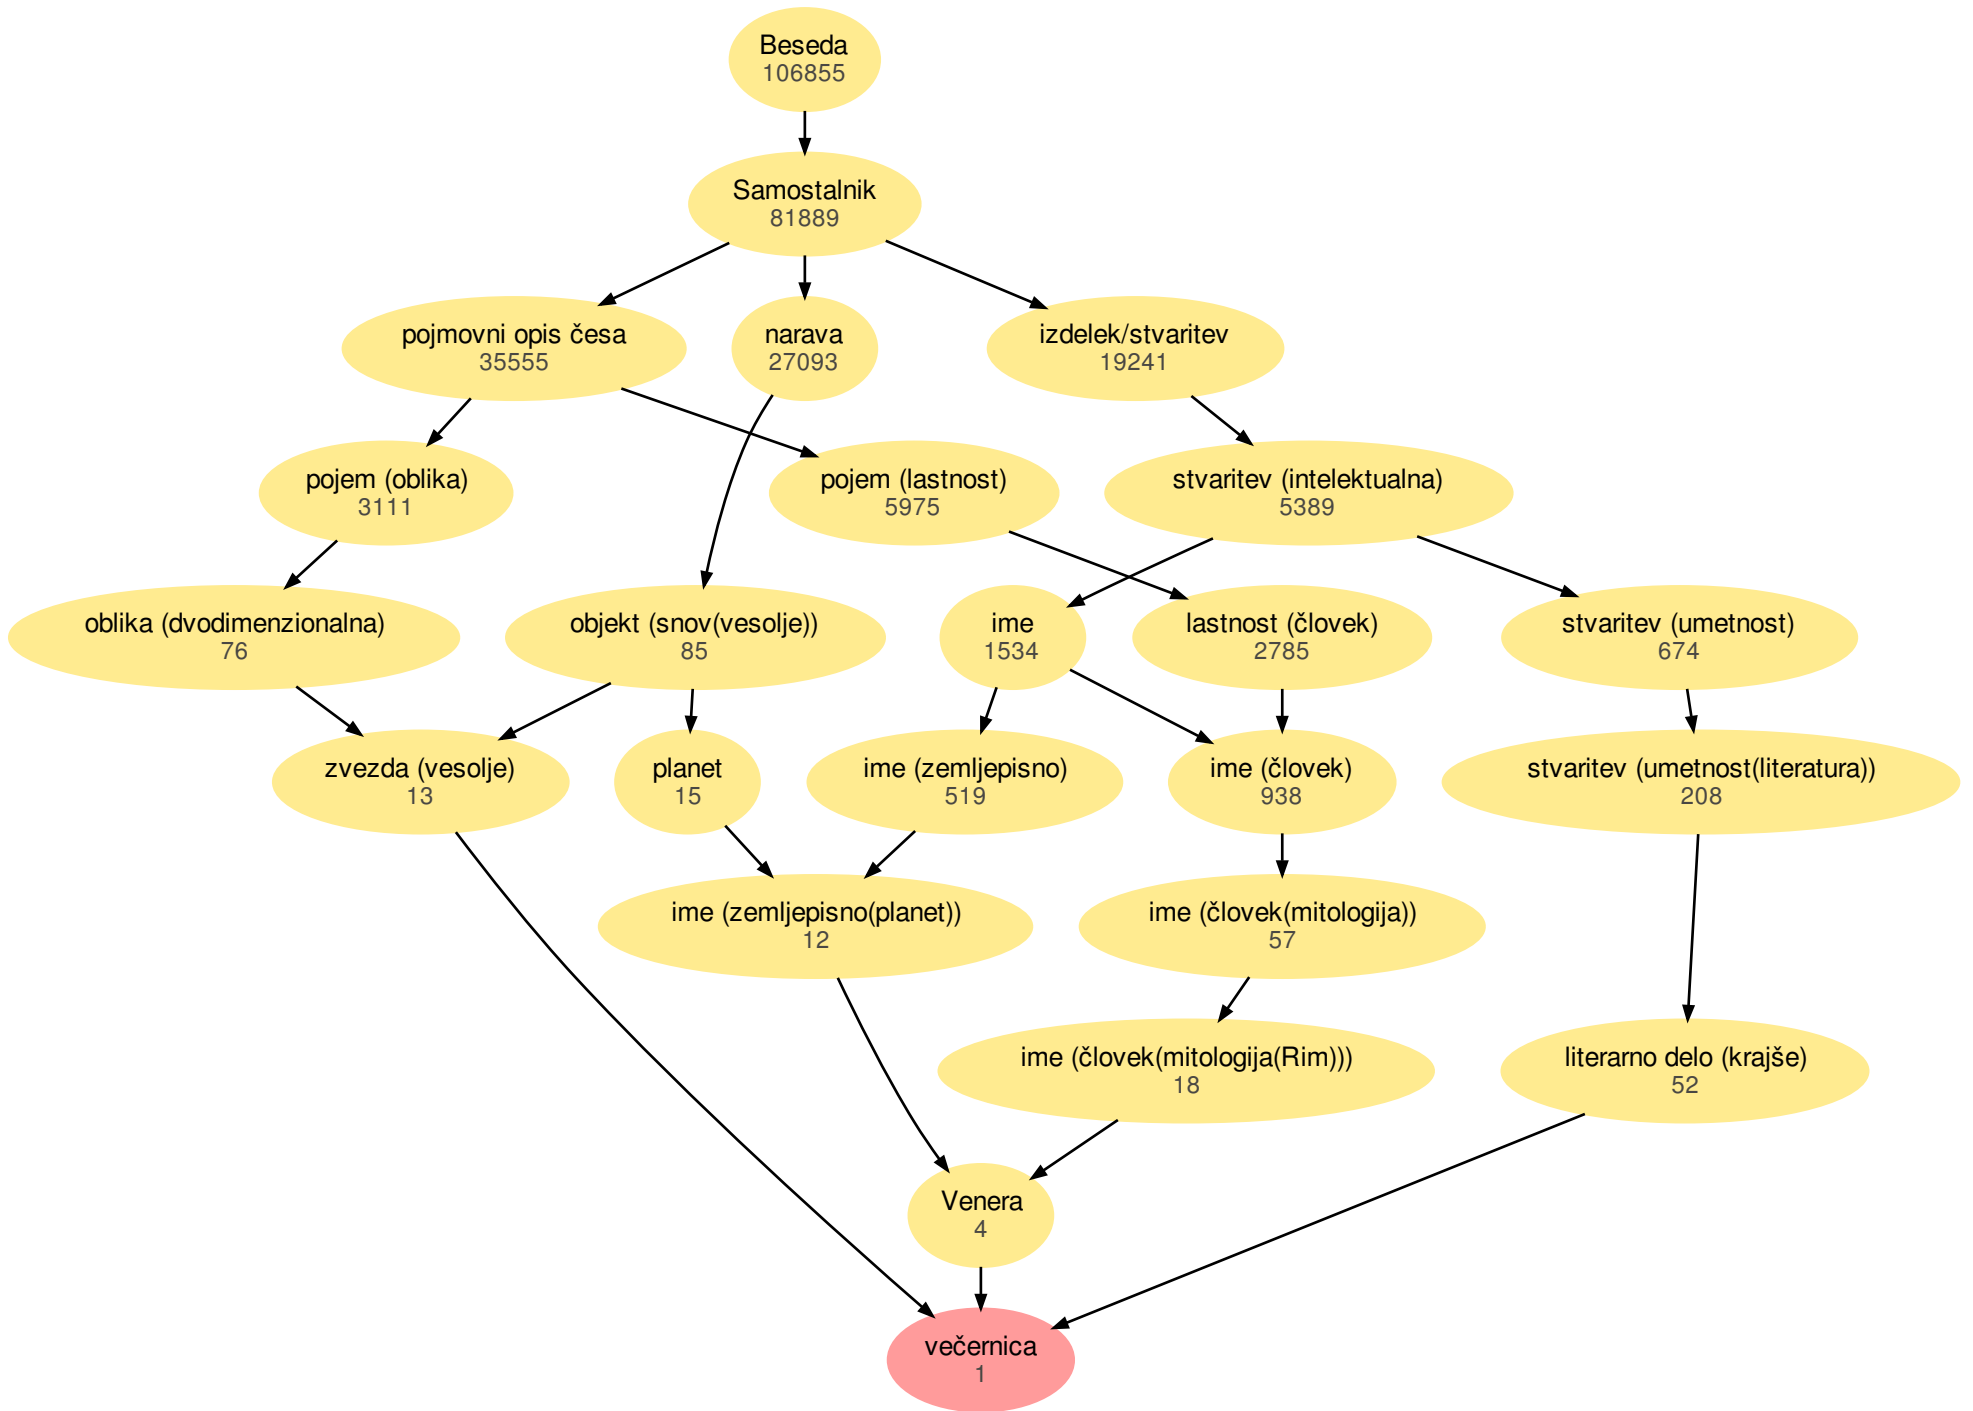 Beseda
106855
Samostalnik
81889
pojmovni opis česa
35555
narava
27093
izdelek/stvaritev
19241
pojem (oblika)
3111
pojem (lastnost)
5975
stvaritev (intelektualna)
5389
oblika (dvodimenzionalna)
76
objekt (snov(vesolje))
85
ime
1534
lastnost (človek)
2785
stvaritev (umetnost)
674
zvezda (vesolje)
13
planet
15
ime (zemljepisno)
519
ime (človek)
938
stvaritev (umetnost(literatura))
208
ime (zemljepisno(planet))
12
ime (človek(mitologija))
57
ime (človek(mitologija(Rim)))
18
literarno delo (krajše)
52
Venera
4
večernica
1